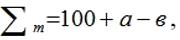 ∑ m=100 + а − в ,